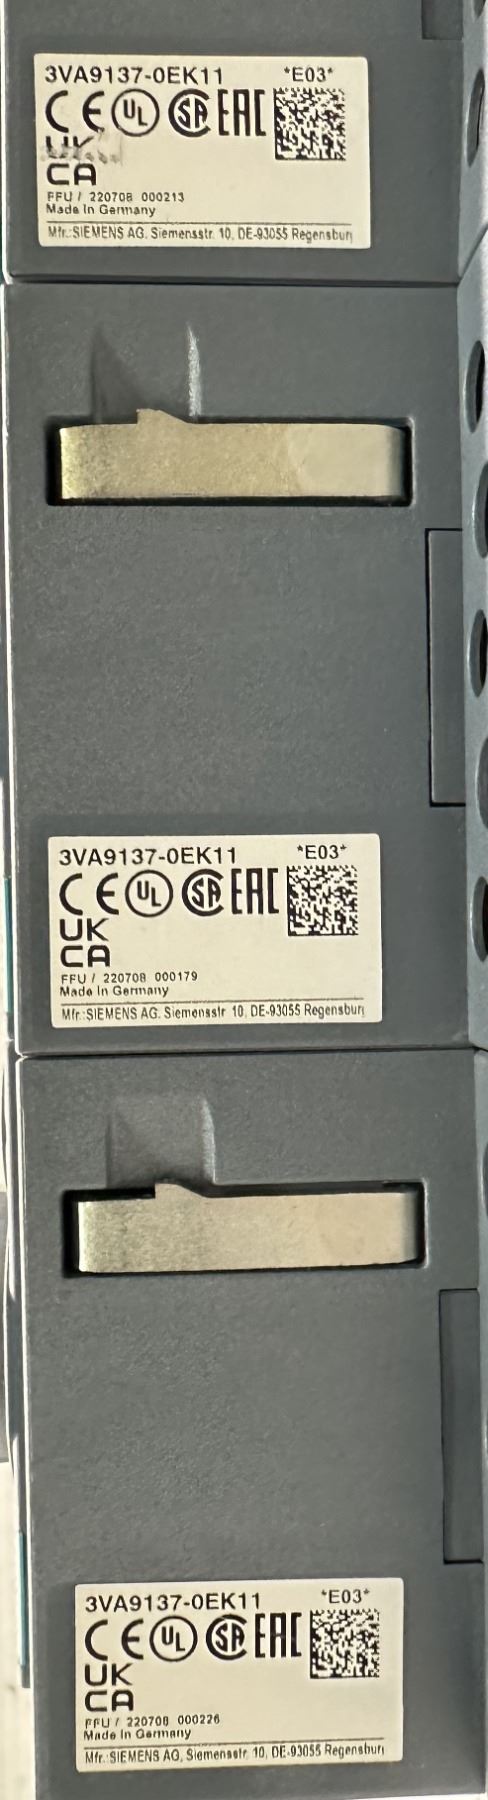 3VA9137-0EK11 *E03*
CE UL SA EAC
UK
CA
FFU / 220708 000213
Made In Germany
Mfr.:SIEMENS AG, Siemensstr. 10, DE-93055 Regensburg
3VA9137-0EK11 *E03*
CE UL SA EAC
UK
CA
FFU / 220708 000179
Made In Germany
Mfr.:SIEMENS AG, Siemensstr. 10, DE-93055 Regensburg
3VA9137-0EK11 *E03*
CE UL SA EAC
UK
CA
FFU / 220708 000226
Made In Germany
Mfr.:SIEMENS AG, Siemensstr. 10, DE-93055 Regensburg